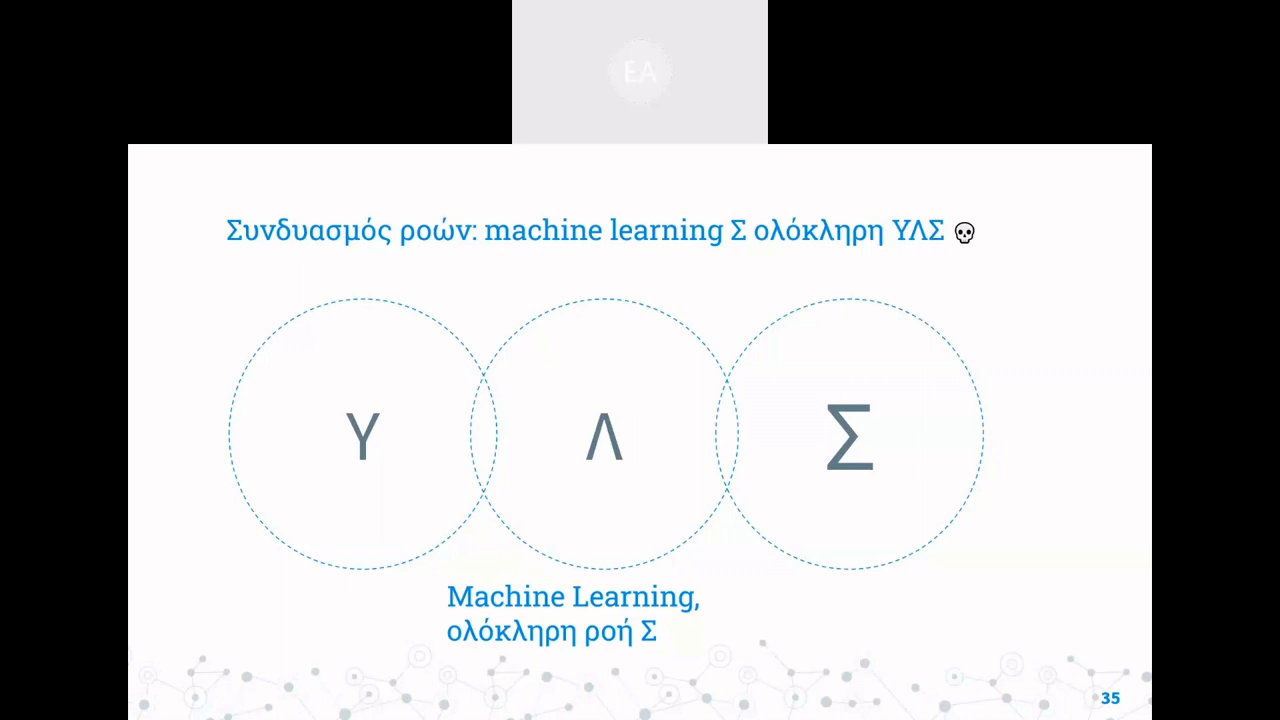 EA
Συνδυασμός ροών: machine learning Σ ολόκληρη ΥΛΣ 💀
Υ
Λ
Σ
Machine Learning,
ολόκληρη ροή Σ
35